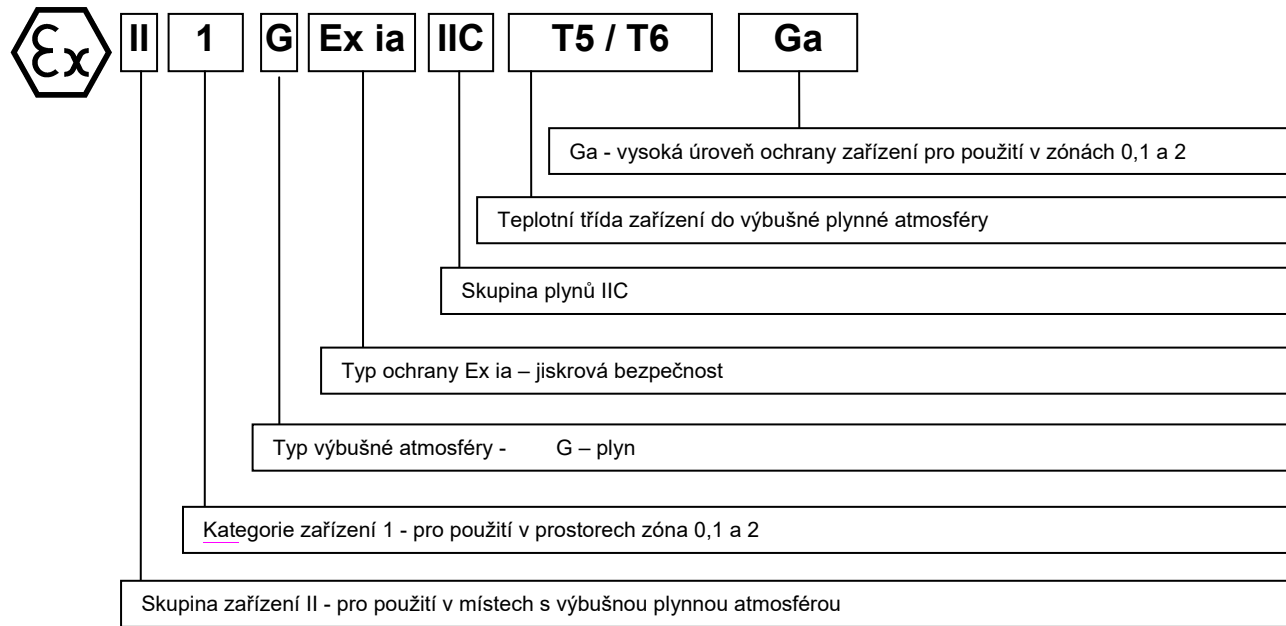 Ex II 1 G Ex ia IIC T5 / T6 Ga
Ga - vysoká úroveň ochrany zařízení pro použití v zónách 0,1 a 2
Teplotní třída zařízení do výbušné plynné atmosféry
Skupina plynů IIC
Typ ochrany Ex ia – jiskrová bezpečnost
Typ výbušné atmosféry - G – plyn
Kategorie zařízení 1 - pro použití v prostorech zóna 0,1 a 2
Skupina zařízení II - pro použití v místech s výbušnou plynnou atmosférou